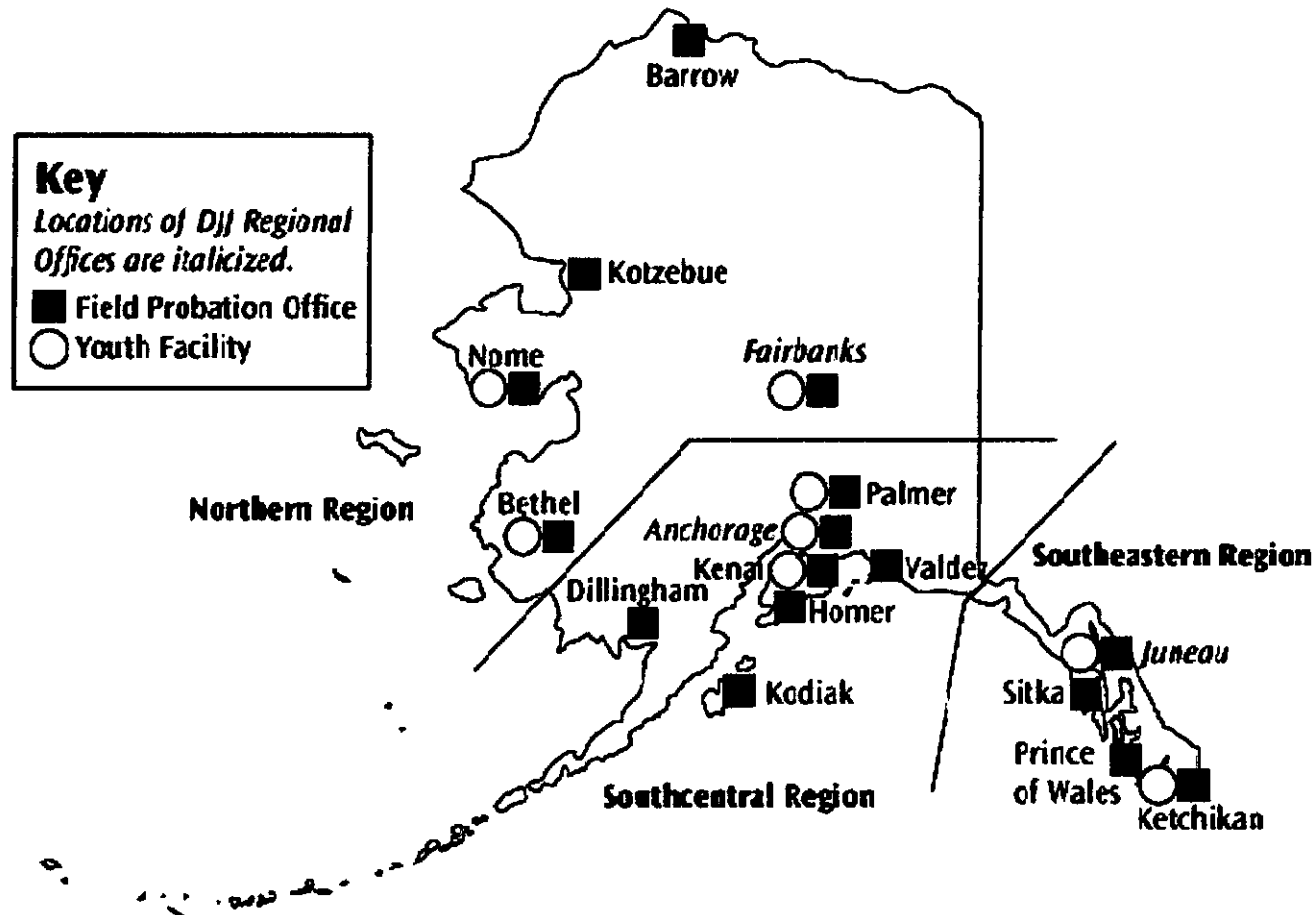 Barrow
Key
Locations of DJJ Regional
Offices are italicized.
Field Probation Office
Youth Facility
Kotzebue
Nome
Fairbanks
Northern Region
Bethel
Palmer
Anchorage
Kenai
Valdez
Southeastern Region
Dillingham
Homer
Juneau
Kodiak
Sitka
Prince
of Wales
Southcentral Region
Ketchikan